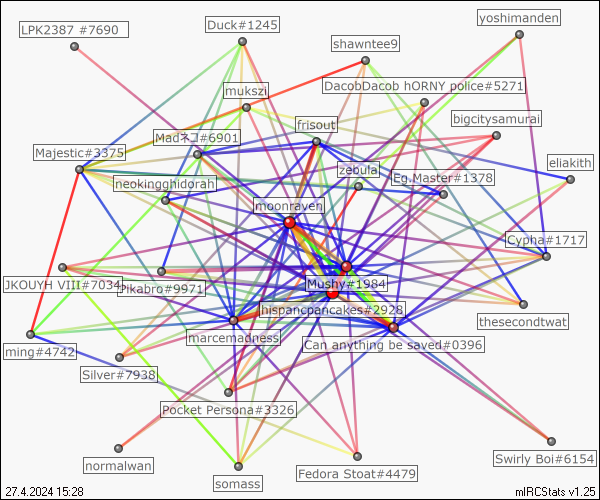 yoshimanden
LPK2387 #7690
Duck#1245
shawntee9
DacobDacob hORNY police#5271
mukszi
bigcitysamurai
frisout
Madネコ#6901
Majestic#3375
eliakith
zebula
Eg.Master#1378
neokingghidorah
moonraven
Cypha#1717
JKOUYH VIII#7034
Pikabro#9971
Mushy#1984
hispancpancakes#2928
thesecondtwat
marcemadness
Can anything be saved#0396
ming#4742
Silver#7938
Pocket Persona#3326
Swirly Boi#6154
normalwan
Fedora Stoat#4479
somass
27.4.2024 15:28
mIRCStats v1.25